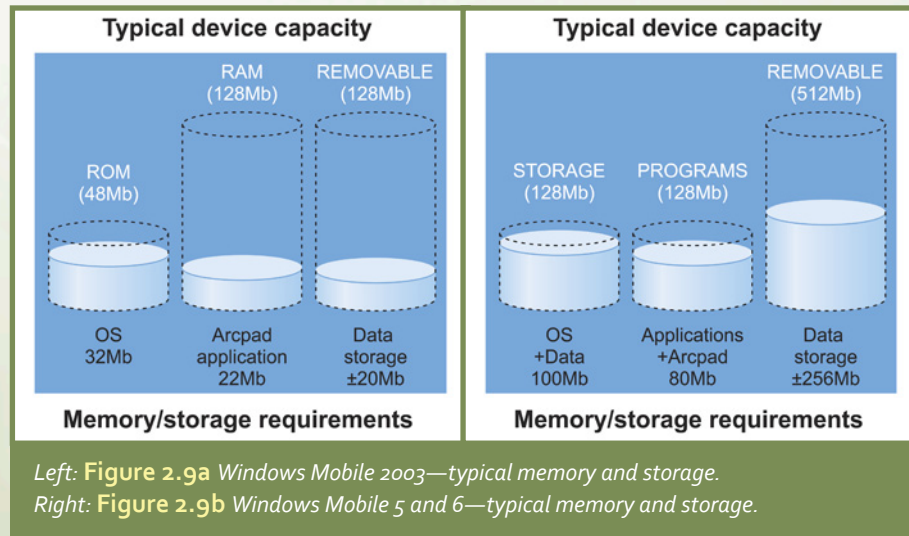 Typical device capacity
ROM
(48Mb)
RAM
(128Mb)
REMOVABLE
(128Mb)
OS
32Mb
Arcpad
application
22Mb
Data
storage
±20Mb
Memory/storage requirements
Typical device capacity
STORAGE
(128Mb)
PROGRAMS
(128Mb)
REMOVABLE
(512Mb)
OS
+Data
100Mb
Applications
+Arcpad
80Mb
Data
storage
±256Mb
Memory/storage requirements
Left: Figure 2.9a Windows Mobile 2003—typical memory and storage.
Right: Figure 2.9b Windows Mobile 5 and 6—typical memory and storage.